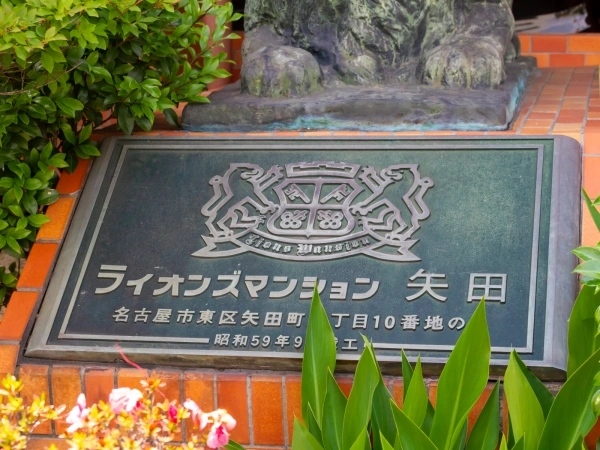 Lions Mansion
ライオンズマンション 矢田
名古屋市東区矢田町 丁目10番地の
昭和59年9 工